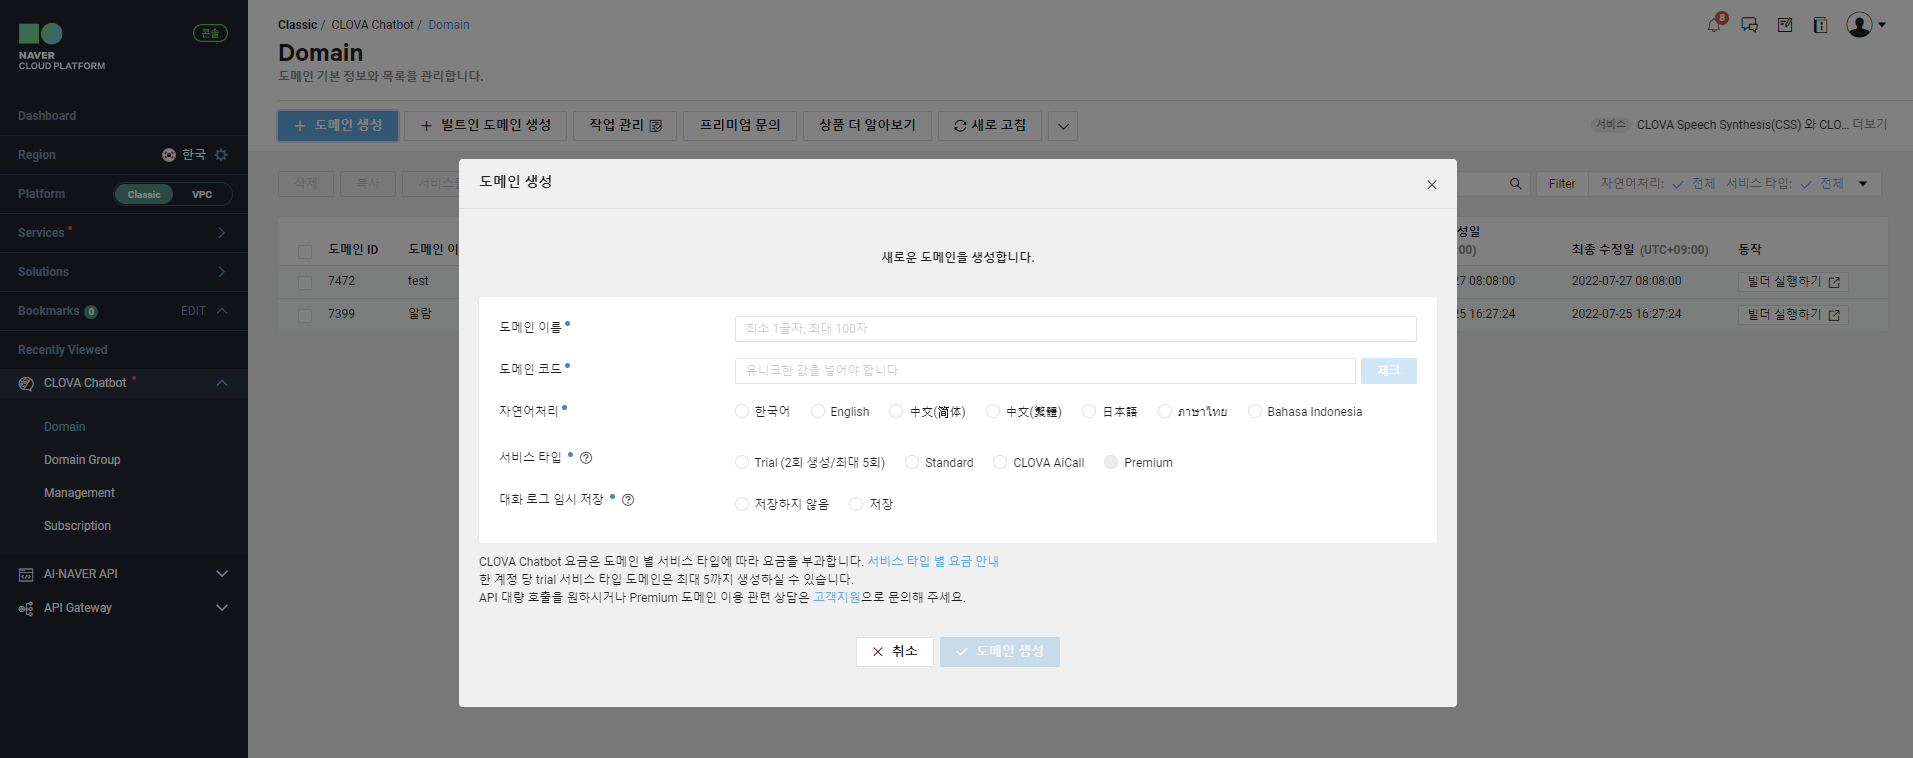 콘솔
NAVER
CLOUD PLATFORM
Dashboard
Region 한국
Platform Classic VPC
Services
Solutions
Bookmarks 0 EDIT
Recently Viewed
CLOVA Chatbot
Domain
Domain Group
Management
Subscription
AI·NAVER API
API Gateway
Classic / CLOVA Chatbot / Domain
8
Domain
도메인 기본 정보와 목록을 관리합니다.
+ 도메인 생성 + 빌트인 도메인 생성 작업 관리 프리미엄 문의 상품 더 알아보기 새로 고침
서비스 CLOVA Speech Synthesis(CSS) 와 CLO... 더보기
삭제 복사 서비스
Filter 자연어처리: 전체 서비스 타입: 전체
도메인 ID 도메인 이 성일 :00) 최종 수정일 (UTC+09:00) 동작
7472 test 27 08:08:00 2022-07-27 08:08:00 빌더 실행하기
7399 알람 25 16:27:24 2022-07-25 16:27:24 빌더 실행하기
도메인 생성
새로운 도메인을 생성합니다.
도메인 이름 최소 1글자, 최대 100자
도메인 코드 유니크한 값을 넣어야 합니다 체크
자연어처리 한국어 English 中文(简体) 中文(繁體) 日本語 ภาษาไทย Bahasa Indonesia
서비스 타입 Trial (2회 생성/최대 5회) Standard CLOVA AiCall Premium
대화 로그 임시 저장 저장하지 않음 저장
CLOVA Chatbot 요금은 도메인 별 서비스 타입에 따라 요금을 부과합니다. 서비스 타입 별 요금 안내
한 계정 당 trial 서비스 타입 도메인은 최대 5까지 생성하실 수 있습니다.
API 대량 호출을 원하시거나 Premium 도메인 이용 관련 상담은 고객지원으로 문의해 주세요.
취소 도메인 생성